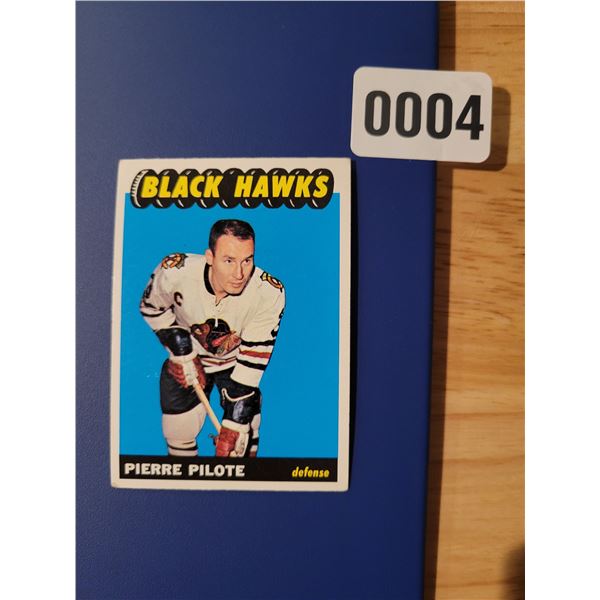 0004
BLACK HAWKS
C
PIERRE PILOTE defense